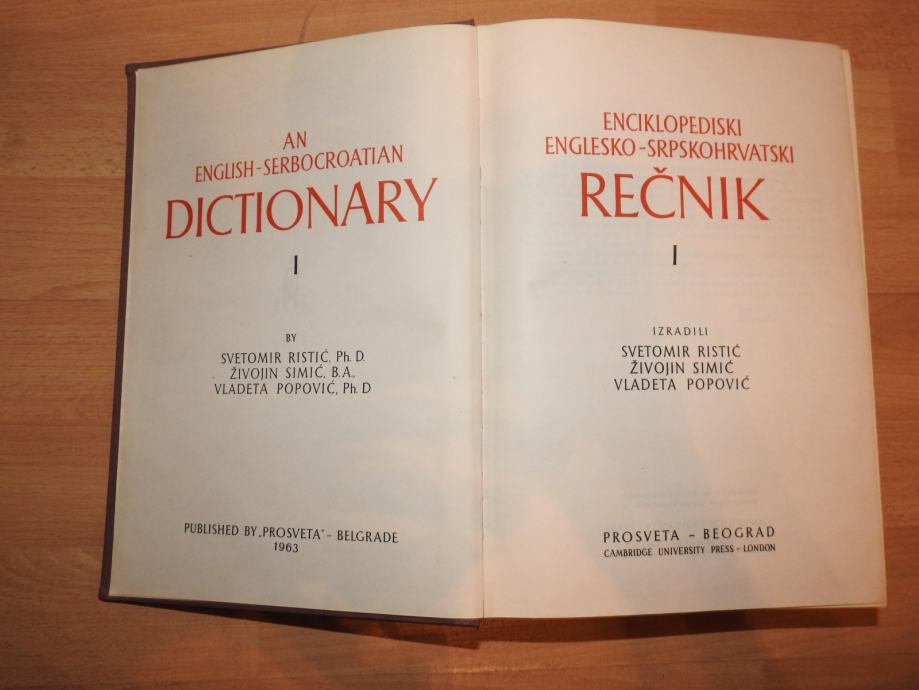 AN
ENGLISH-SERBOCROATIAN
DICTIONARY
I
BY
SVETOMIR RISTIĆ, Ph. D.
ŽIVOJIN SIMIĆ, B.A.,
VLADETA POPOVIĆ, Ph. D
PUBLISHED BY „PROSVETA" - BELGRADE
1963
ENCIKLOPEDISKI
ENGLESKO-SRPSKOHRVATSKI
REČNIK
I
IZRADILI
SVETOMIR RISTIĆ
ŽIVOJIN SIMIĆ
VLADETA POPOVIĆ
PROSVETA - BEOGRAD
CAMBRIDGE UNIVERSITY PRESS - LONDON